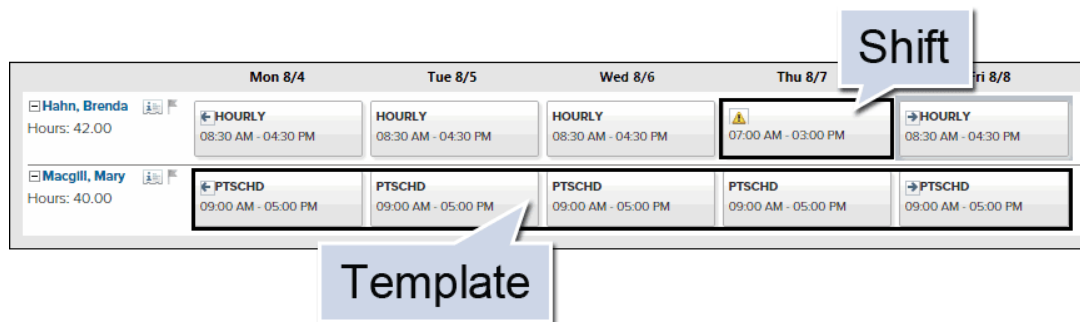 Shift
Mon 8/4 Tue 8/5 Wed 8/6 Thu 8/7 Fri 8/8
Hahn, Brenda
Hours: 42.00
HOURLY HOURLY HOURLY HOURLY
08:30 AM - 04:30 PM 08:30 AM - 04:30 PM 08:30 AM - 04:30 PM 07:00 AM - 03:00 PM 08:30 AM - 04:30 PM
Macgill, Mary
Hours: 40.00
PTSCHD PTSCHD PTSCHD PTSCHD PTSCHD
09:00 AM - 05:00 PM 09:00 AM - 05:00 PM 09:00 AM - 05:00 PM 09:00 AM - 05:00 PM 09:00 AM - 05:00 PM
Template